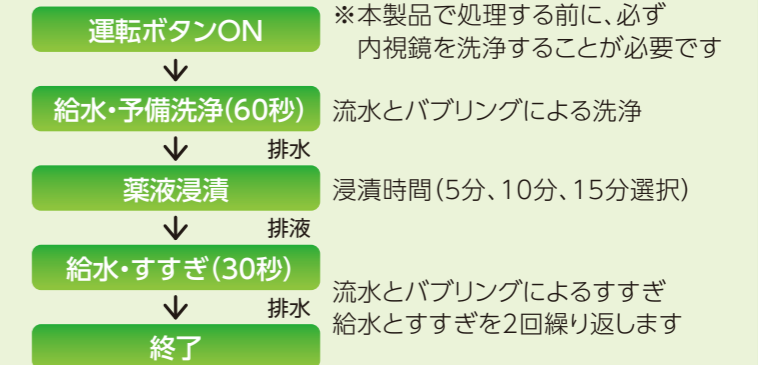 運転ボタンON
※本製品で処理する前に、必ず
内視鏡を洗浄することが必要です
給水・予備洗浄(60秒)
流水とバブリングによる洗浄
排水
薬液浸漬
浸漬時間(5分、10分、15分選択)
排液
給水・すすぎ(30秒)
流水とバブリングによるすすぎ
給水とすすぎを2回繰り返します
排水
終了